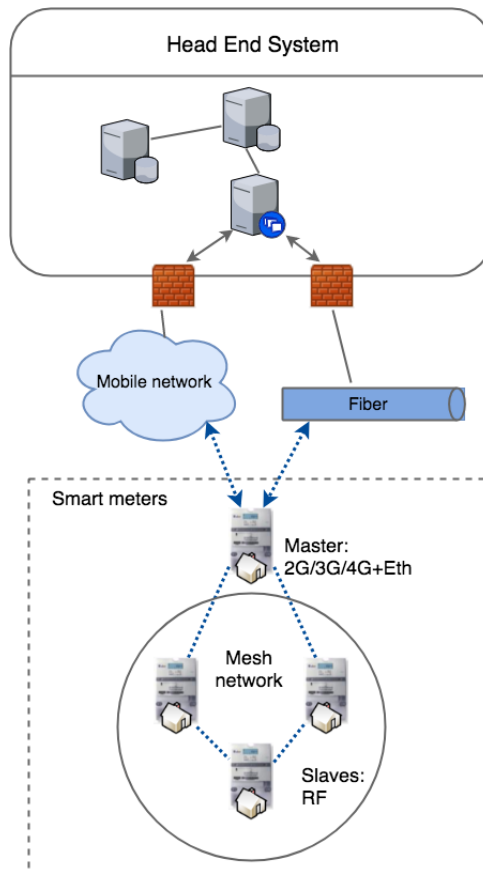 Head End System
Mobile network
Fiber
Smart meters
Master:
2G/3G/4G+Eth
Mesh
network
Slaves:
RF